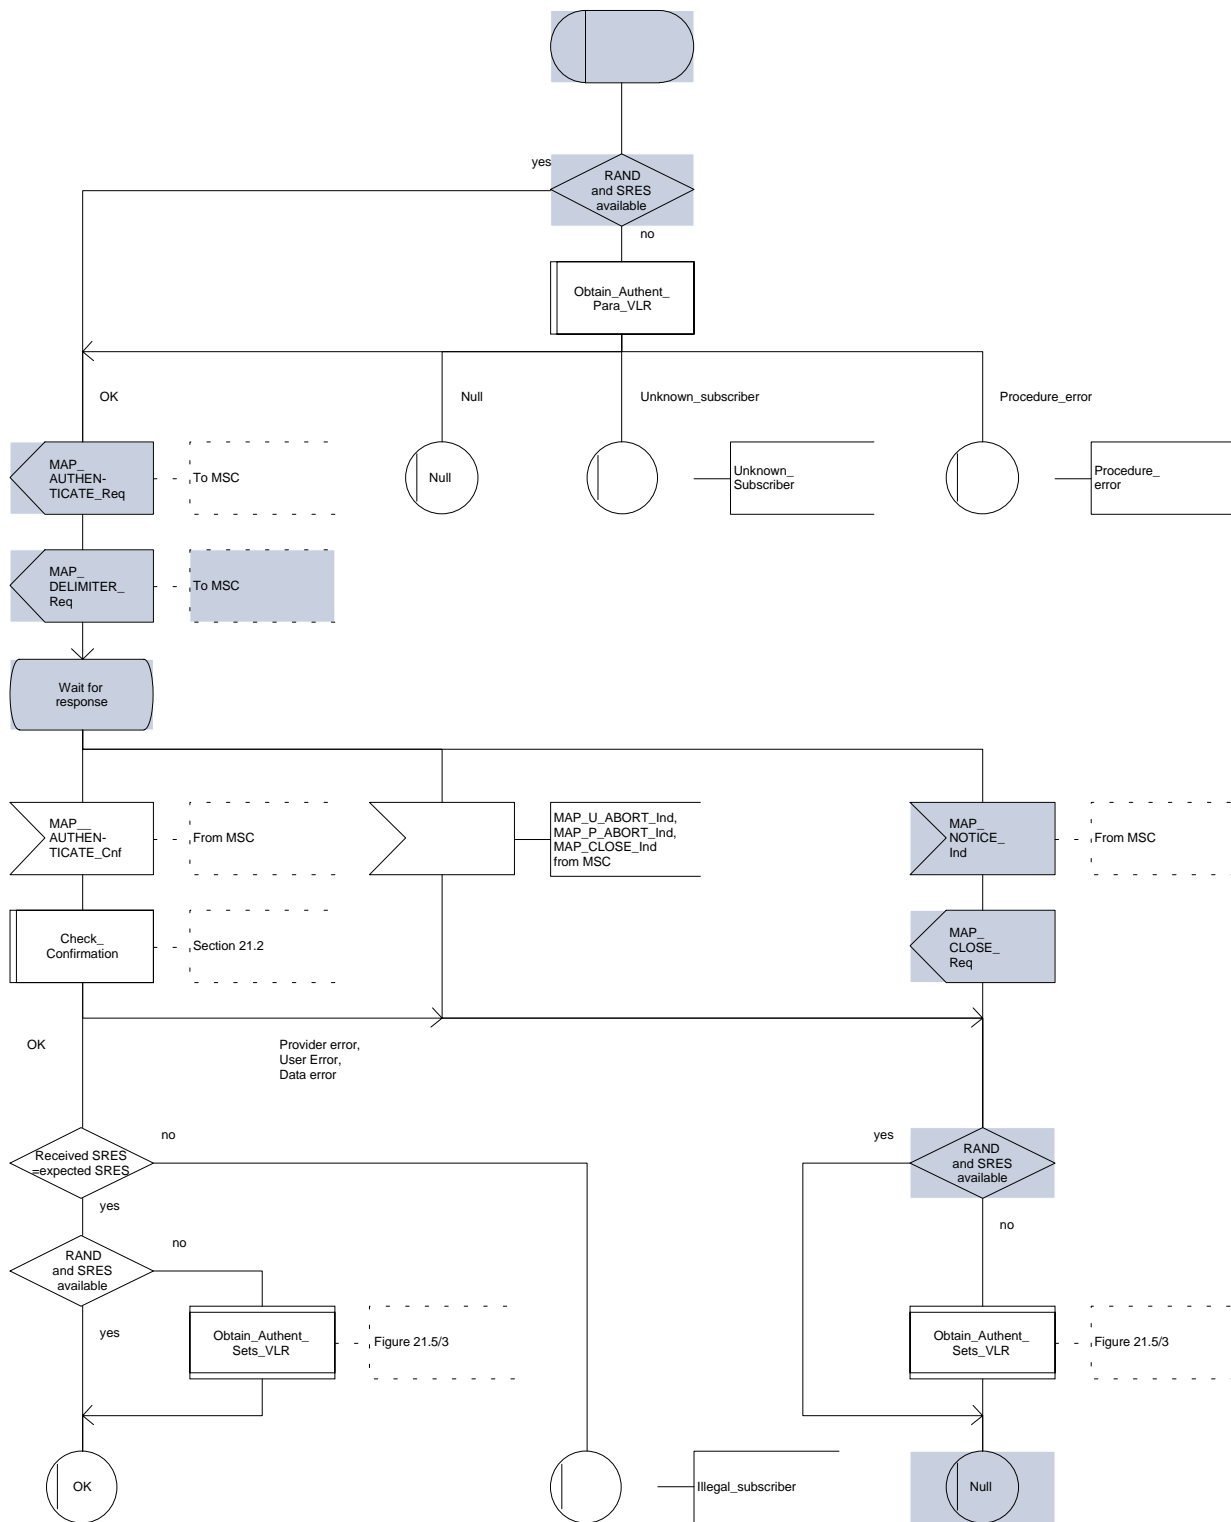 yes
RAND
and SRES
available
no
Obtain_Authent_
Para_VLR
OK
Null
Unknown_subscriber
Procedure_error
MAP_
AUTHEN-
TICATE_Req
To MSC
Null
Unknown_
Subscriber
Procedure_
error
MAP_
DELIMITER_
Req
To MSC
Wait for
response
MAP__
AUTHEN-
TICATE_Cnf
From MSC
MAP_U_ABORT_Ind,
MAP_P_ABORT_Ind,
MAP_CLOSE_Ind
from MSC
MAP_
NOTICE_
Ind
From MSC
Check_
Confirmation
Section 21.2
MAP_
CLOSE_
Req
OK
Provider error,
User Error,
Data error
no
yes
Received SRES
=expected SRES
RAND
and SRES
available
yes
no
no
RAND
and SRES
available
yes
Obtain_Authent_
Sets_VLR
Figure 21.5/3
Obtain_Authent_
Sets_VLR
Figure 21.5/3
OK
Illegal_subscriber
Null